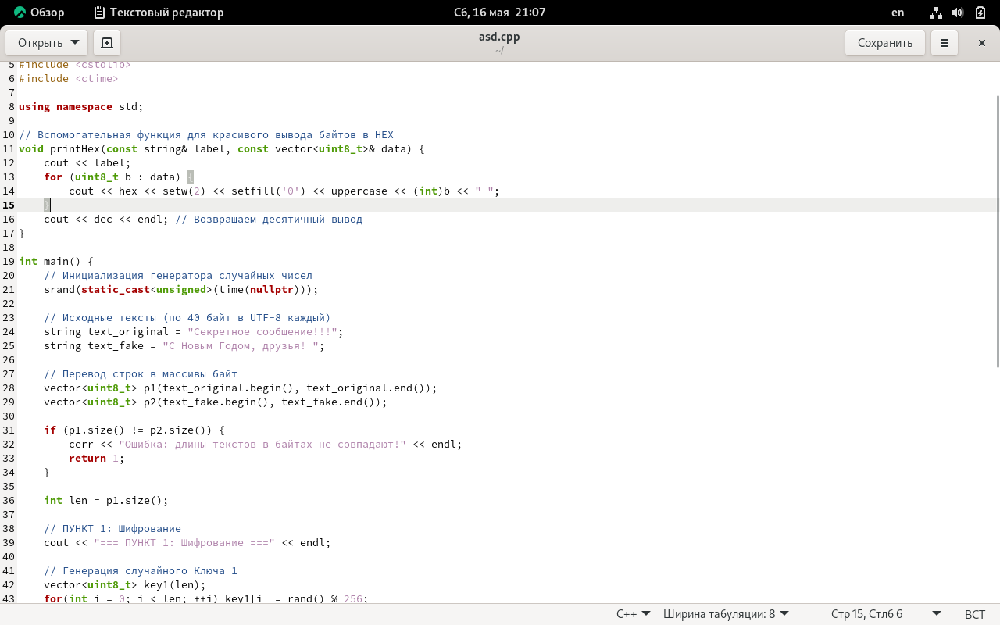 Обзор Текстовый редактор Сб, 16 мая 21:07 en
Открыть asd.cpp Сохранить
~/
5 #include <cstdlib>
6 #include <ctime>
7
8 using namespace std;
9
10 // Вспомогательная функция для красивого вывода байтов в HEX
11 void printHex(const string& label, const vector<uint8_t>& data) {
12     cout << label;
13     for (uint8_t b : data) {
14         cout << hex << setw(2) << setfill('0') << uppercase << (int)b << " ";
15     }
16     cout << dec << endl; // Возвращаем десятичный вывод
17 }
18
19 int main() {
20     // Инициализация генератора случайных чисел
21     srand(static_cast<unsigned>(time(nullptr)));
22
23     // Исходные тексты (по 40 байт в UTF-8 каждый)
24     string text_original = "Секретное сообщение!!!";
25     string text_fake = "С Новым Годом, друзья! ";
26
27     // Перевод строк в массивы байт
28     vector<uint8_t> p1(text_original.begin(), text_original.end());
29     vector<uint8_t> p2(text_fake.begin(), text_fake.end());
30
31     if (p1.size() != p2.size()) {
32         cerr << "Ошибка: длины текстов в байтах не совпадают!" << endl;
33         return 1;
34     }
35
36     int len = p1.size();
37
38     // ПУНКТ 1: Шифрование
39     cout << "=== ПУНКТ 1: Шифрование ===" << endl;
40
41     // Генерация случайного Ключа 1
42     vector<uint8_t> key1(len);
43     for(int i = 0; i < len; ++i) key1[i] = rand() % 256;
C++ Ширина табуляции: 8 Стр 15, Стлб 6 ВСТ